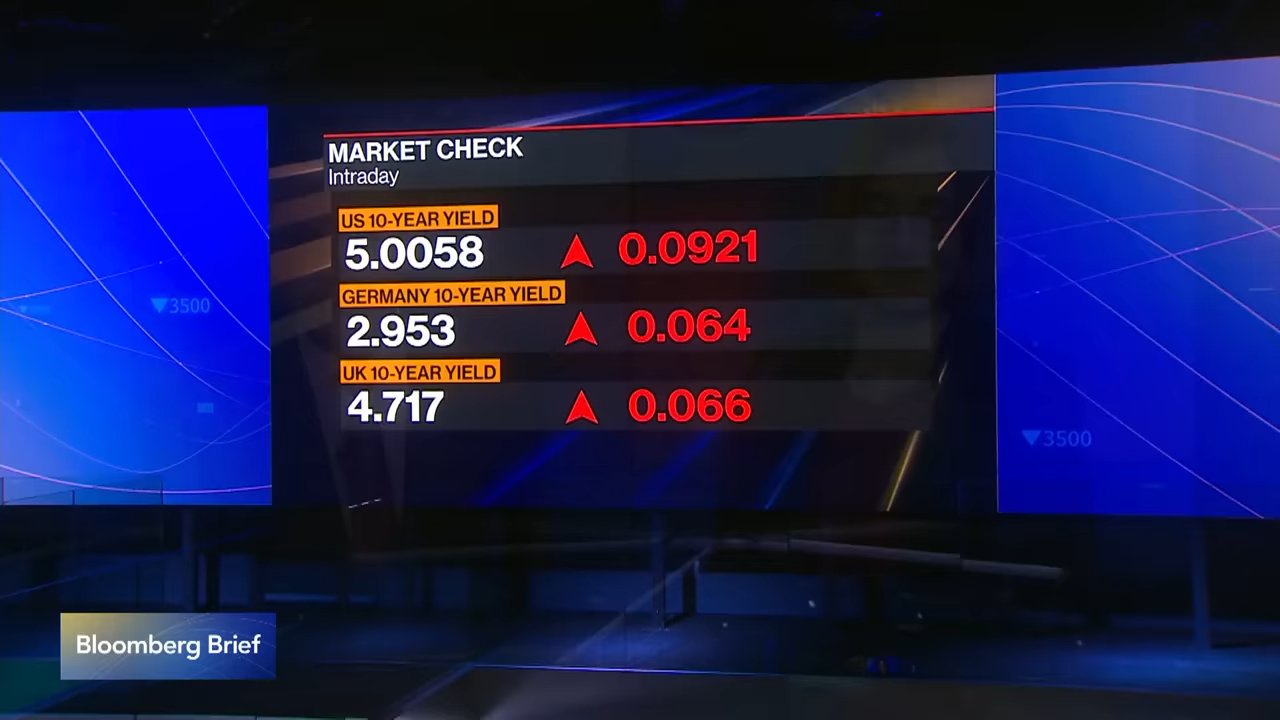 MARKET CHECK
Intraday
US 10-YEAR YIELD
5.0058 ▲ 0.0921
GERMANY 10-YEAR YIELD
2.953 ▲ 0.064
UK 10-YEAR YIELD
4.717 ▲ 0.066
▼3500
▼3500
Bloomberg Brief